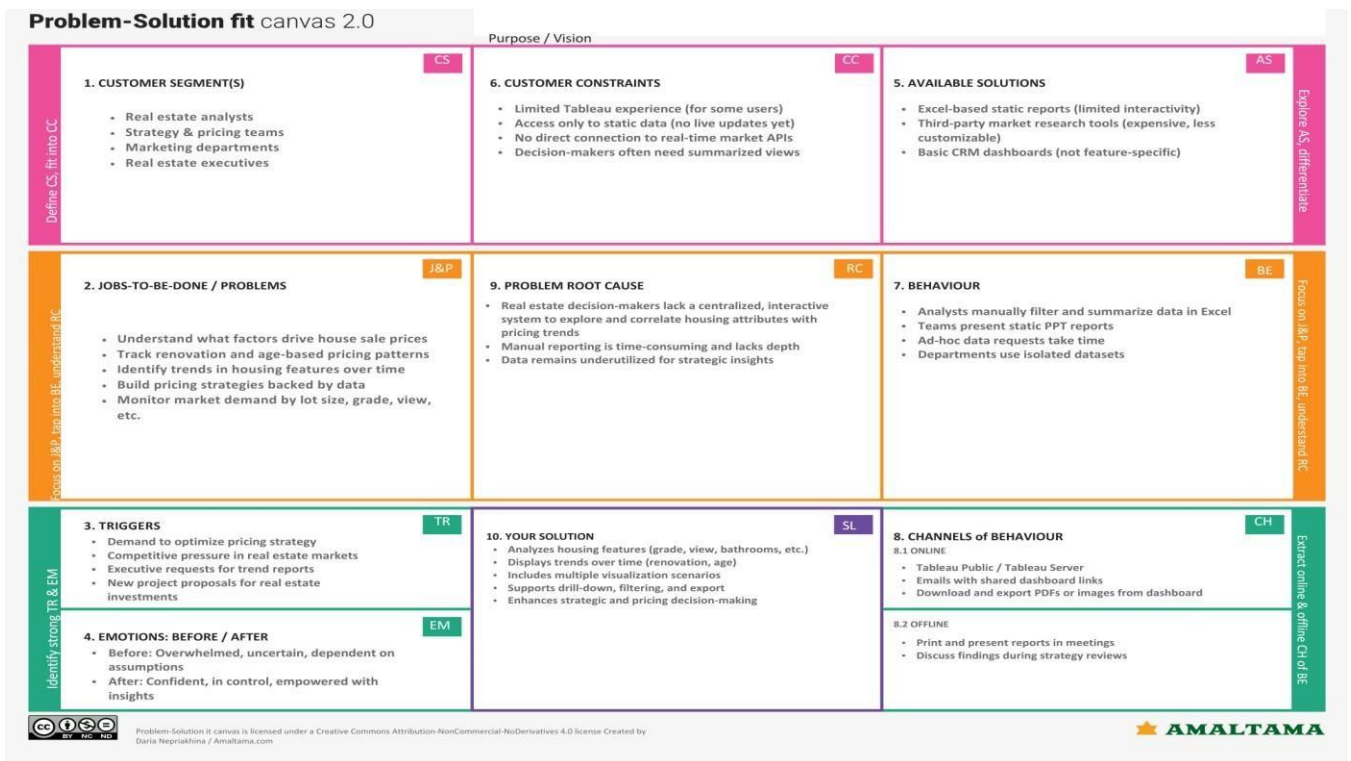 Problem-Solution fit canvas 2.0
Purpose / Vision
Define CS, fit into CC
CS
1. CUSTOMER SEGMENT(S)
• Real estate analysts
• Strategy & pricing teams
• Marketing departments
• Real estate executives
CC
6. CUSTOMER CONSTRAINTS
• Limited Tableau experience (for some users)
• Access only to static data (no live updates yet)
• No direct connection to real-time market APIs
• Decision-makers often need summarized views
AS
5. AVAILABLE SOLUTIONS
• Excel-based static reports (limited interactivity)
• Third-party market research tools (expensive, less
customizable)
• Basic CRM dashboards (not feature-specific)
Explore AS, differentiate
Focus on J&P, tap into BE, understand RC
J&P
2. JOBS-TO-BE-DONE / PROBLEMS
• Understand what factors drive house sale prices
• Track renovation and age-based pricing patterns
• Identify trends in housing features over time
• Build pricing strategies backed by data
• Monitor market demand by lot size, grade, view,
etc.
RC
9. PROBLEM ROOT CAUSE
• Real estate decision-makers lack a centralized, interactive
system to explore and correlate housing attributes with
pricing trends
• Manual reporting is time-consuming and lacks depth
• Data remains underutilized for strategic insights
BE
7. BEHAVIOUR
• Analysts manually filter and summarize data in Excel
• Teams present static PPT reports
• Ad-hoc data requests take time
• Departments use isolated datasets
Focus on J&P, tap into BE, understand RC
Identify strong TR & EM
TR
3. TRIGGERS
• Demand to optimize pricing strategy
• Competitive pressure in real estate markets
• Executive requests for trend reports
• New project proposals for real estate
investments
EM
4. EMOTIONS: BEFORE / AFTER
• Before: Overwhelmed, uncertain, dependent on
assumptions
• After: Confident, in control, empowered with
insights
SL
10. YOUR SOLUTION
• Analyzes housing features (grade, view, bathrooms, etc.)
• Displays trends over time (renovation, age)
• Includes multiple visualization scenarios
• Supports drill-down, filtering, and export
• Enhances strategic and pricing decision-making
CH
8. CHANNELS of BEHAVIOUR
8.1 ONLINE
• Tableau Public / Tableau Server
• Emails with shared dashboard links
• Download and export PDFs or images from dashboard
8.2 OFFLINE
• Print and present reports in meetings
• Discuss findings during strategy reviews
Extract online & offline CH of BE
cc
BY NC ND
Problem-Solution it canvas is licensed under a Creative Commons Attribution-NonCommercial-NoDerivatives 4.0 license Created by
Daria Nepriakhina / Amaltama.com
AMALTAMA